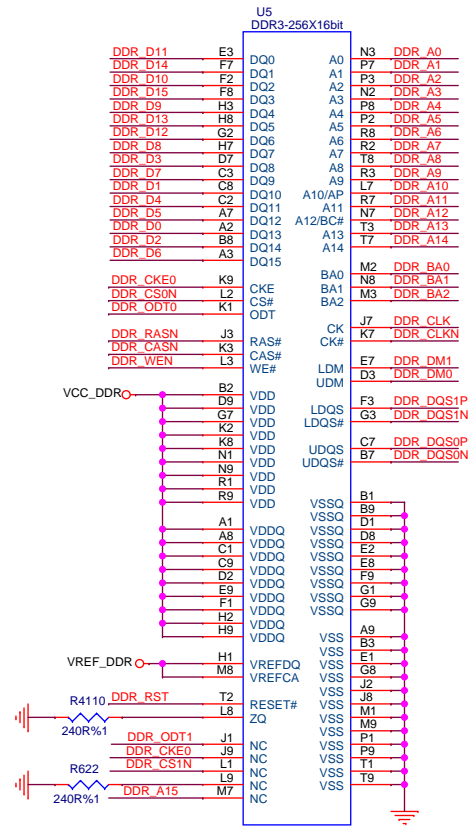 U5
DDR3-256X16bit
DDR_D11 E3 DQ0 A0 N3 DDR_A0
DDR_D14 F7 DQ1 A1 P7 DDR_A1
DDR_D10 F2 DQ2 A2 P3 DDR_A2
DDR_D15 F8 DQ3 A3 N2 DDR_A3
DDR_D9 H3 DQ4 A4 P8 DDR_A4
DDR_D13 H8 DQ5 A5 P2 DDR_A5
DDR_D12 G2 DQ6 A6 R8 DDR_A6
DDR_D8 H7 DQ7 A7 R2 DDR_A7
DDR_D3 D7 DQ8 A8 T8 DDR_A8
DDR_D7 C3 DQ9 A9 R3 DDR_A9
DDR_D1 C8 DQ10 A10/AP L7 DDR_A10
DDR_D4 C2 DQ11 A11 R7 DDR_A11
DDR_D5 A7 DQ12 A12/BC# N7 DDR_A12
DDR_D0 A2 DQ13 A13 T3 DDR_A13
DDR_D2 B8 DQ14 A14 T7 DDR_A14
DDR_D6 A3 DQ15
BA0 M2 DDR_BA0
DDR_CKE0 K9 CKE BA1 N8 DDR_BA1
DDR_CS0N L2 CS# BA2 M3 DDR_BA2
DDR_ODT0 K1 ODT
CK J7 DDR_CLK
DDR_RASN J3 RAS# CK# K7 DDR_CLKN
DDR_CASN K3 CAS#
DDR_WEN L3 WE# LDM E7 DDR_DM1
UDM D3 DDR_DM0
VCC_DDR B2 VDD
D9 VDD LDQS F3 DDR_DQS1P
G7 VDD LDQS# G3 DDR_DQS1N
K2 VDD
K8 VDD UDQS C7 DDR_DQS0P
N1 VDD UDQS# B7 DDR_DQS0N
N9 VDD
R1 VDD
R9 VDD VSSQ B1
VSSQ B9
A1 VDDQ VSSQ D1
A8 VDDQ VSSQ D8
C1 VDDQ VSSQ E2
C9 VDDQ VSSQ E8
D2 VDDQ VSSQ F9
E9 VDDQ VSSQ G1
F1 VDDQ VSSQ G9
H2 VDDQ
H9 VDDQ VSS A9
VSS B3
VREF_DDR H1 VREFDQ VSS E1
M8 VREFCA VSS G8
VSS J2
R4110 DDR_RST T2 RESET# VSS J8
240R%1 L8 ZQ VSS M1
VSS M9
DDR_ODT1 J1 NC VSS P1
DDR_CKE0 J9 NC VSS P9
R622 DDR_CS1N L1 NC VSS T1
240R%1 L9 NC VSS T9
DDR_A15 M7 NC